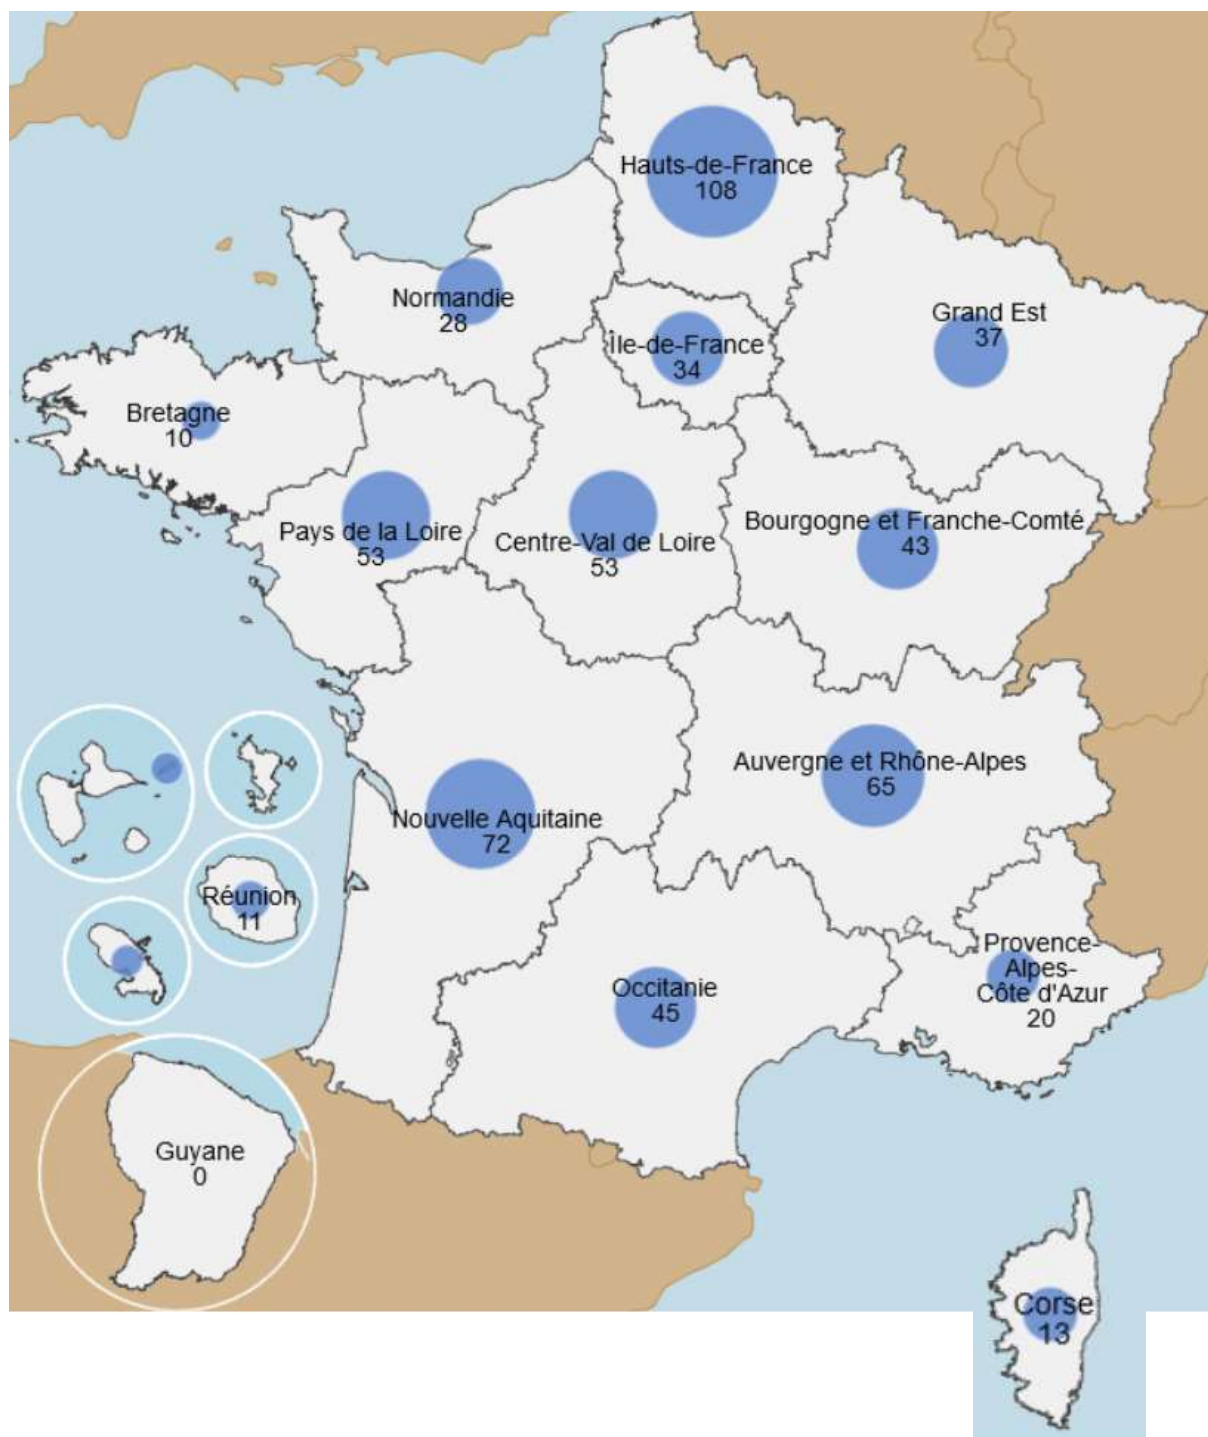 Hauts-de-France
108
Normandie
28
Grand Est
37
Île-de-France
34
Bretagne
10
Pays de la Loire
53
Centre-Val de Loire
53
Bourgogne et Franche-Comté
43
Auvergne et Rhône-Alpes
65
Nouvelle Aquitaine
72
Réunion
11
Provence-
Alpes-
Côte d'Azur
20
Occitanie
45
Guyane
0
Corse
13